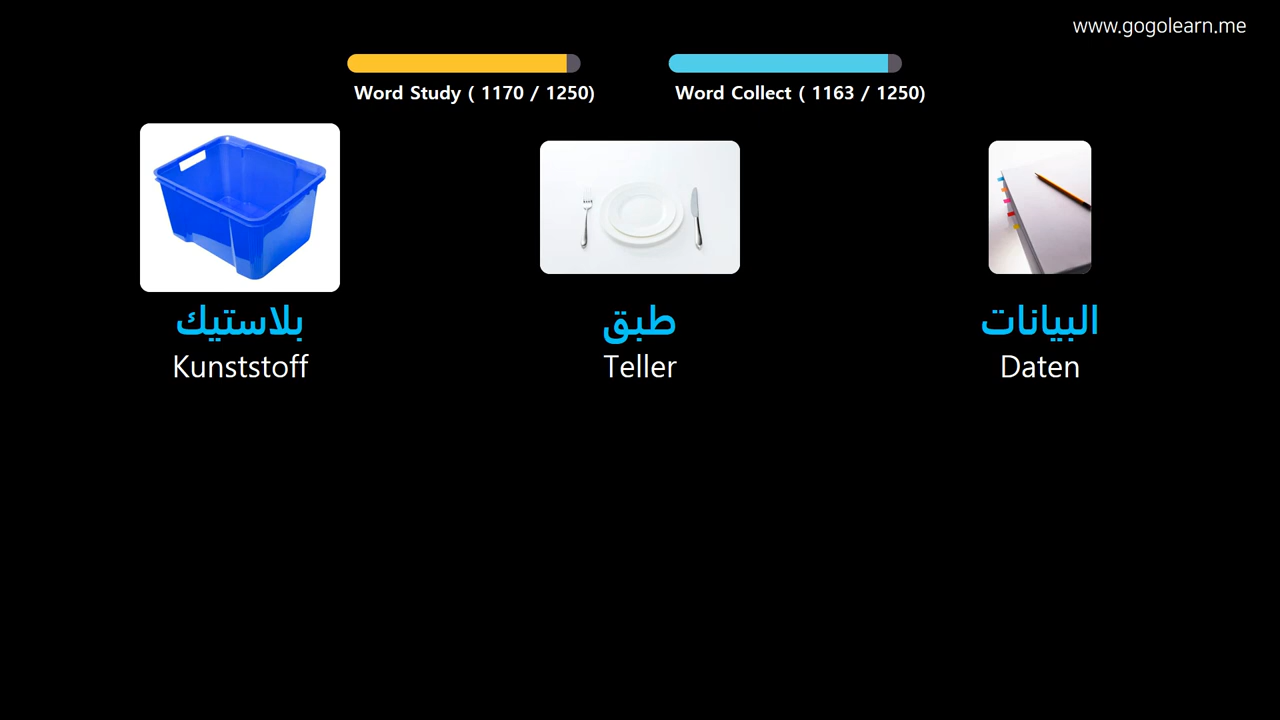 www.gogolearn.me
Word Study ( 1170 / 1250)
Word Collect ( 1163 / 1250)
بلاستيك
Kunststoff
طبق
Teller
البيانات
Daten